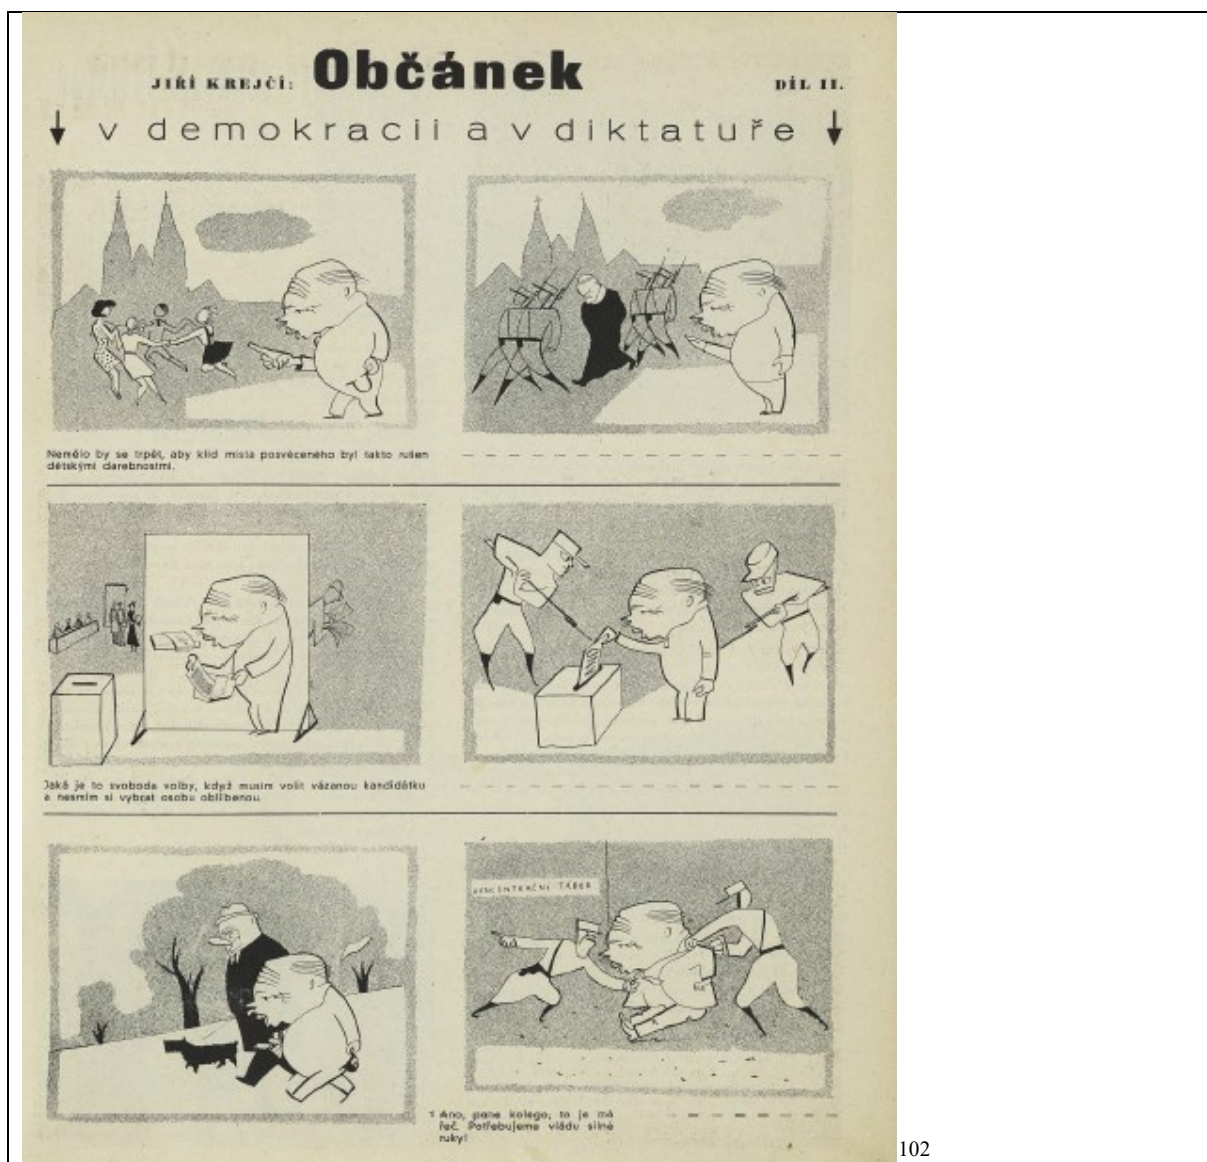 JIŘÍ KREJČÍ: Občánek DÍL II.
v demokracii a v diktatuře
Nemělo by se trpět, aby klid místa posvěceného byl takto rušen
dětskými darebnostmi.
Jaká je to svoboda volby, když musím volit vázanou kandidátku
a nesmím si vybrat osobu oblíbenou.
KONCENTRAČNÍ TÁBOR
Ano, pane kolego, to je má
řeč. Potřebujeme vládu silné
ruky!
102